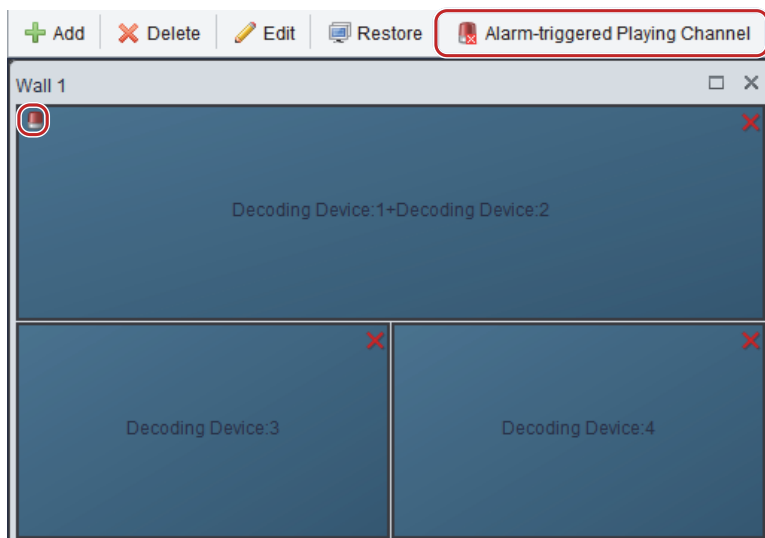 Add Delete Edit Restore Alarm-triggered Playing Channel
Wall 1
Decoding Device:1+Decoding Device:2
Decoding Device:3 Decoding Device:4